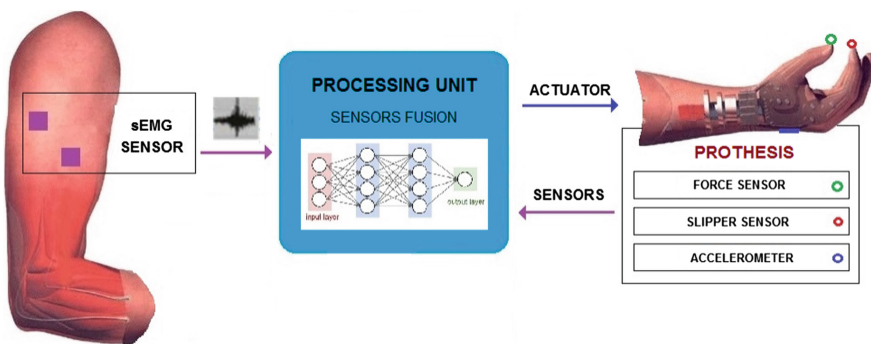 sEMG
SENSOR
PROCESSING UNIT
SENSORS FUSION
input layer
output layer
ACTUATOR
SENSORS
PROTHESIS
FORCE SENSOR
SLIPPER SENSOR
ACCELEROMETER